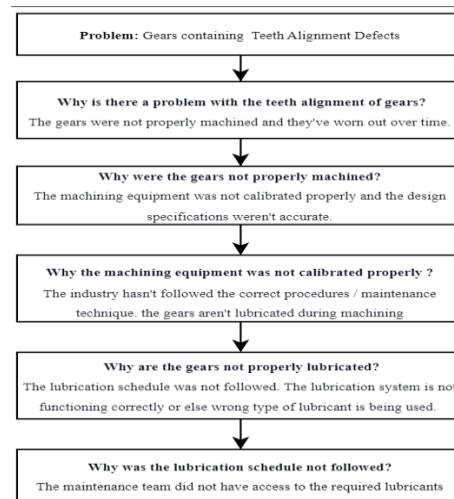 Problem: Gears containing Teeth Alignment Defects
Why is there a problem with the teeth alignment of gears?
The gears were not properly machined and they've worn out over time.
Why were the gears not properly machined?
The machining equipment was not calibrated properly and the design
specifications weren't accurate.
Why the machining equipment was not calibrated properly ?
The industry hasn't followed the correct procedures / maintenance
technique. the gears aren't lubricated during machining
Why are the gears not properly lubricated?
The lubrication schedule was not followed. The lubrication system is not
functioning correctly or else wrong type of lubricant is being used.
Why was the lubrication schedule not followed?
The maintenance team did not have access to the required lubricants